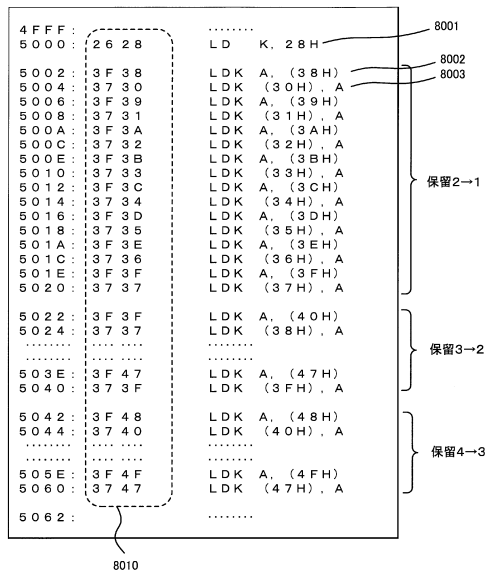 4FFF: ........
5000: 2628 LD K, 28H 8001
5002: 3F38 LDK A, (38H) 8002
5004: 3730 LDK (30H), A 8003
5006: 3F39 LDK A, (39H)
5008: 3731 LDK (31H), A
500A: 3F3A LDK A, (3AH)
500C: 3732 LDK (32H), A
500E: 3F3B LDK A, (3BH)
5010: 3733 LDK (33H), A
5012: 3F3C LDK A, (3CH)
5014: 3734 LDK (34H), A
5016: 3F3D LDK A, (3DH)
5018: 3735 LDK (35H), A
501A: 3F3E LDK A, (3EH)
501C: 3736 LDK (36H), A
501E: 3F3F LDK A, (3FH)
5020: 3737 LDK (37H), A
保留2→1
5022: 3F3F LDK A, (40H)
5024: 3737 LDK (38H), A
........ .... .... ........
........ .... .... ........
503E: 3F47 LDK A, (47H)
5040: 373F LDK (3FH), A
保留3→2
5042: 3F48 LDK A, (48H)
5044: 3740 LDK (40H), A
........ .... .... ........
........ .... .... ........
505E: 3F4F LDK A, (4FH)
5060: 3747 LDK (47H), A
保留4→3
5062: ........
8010